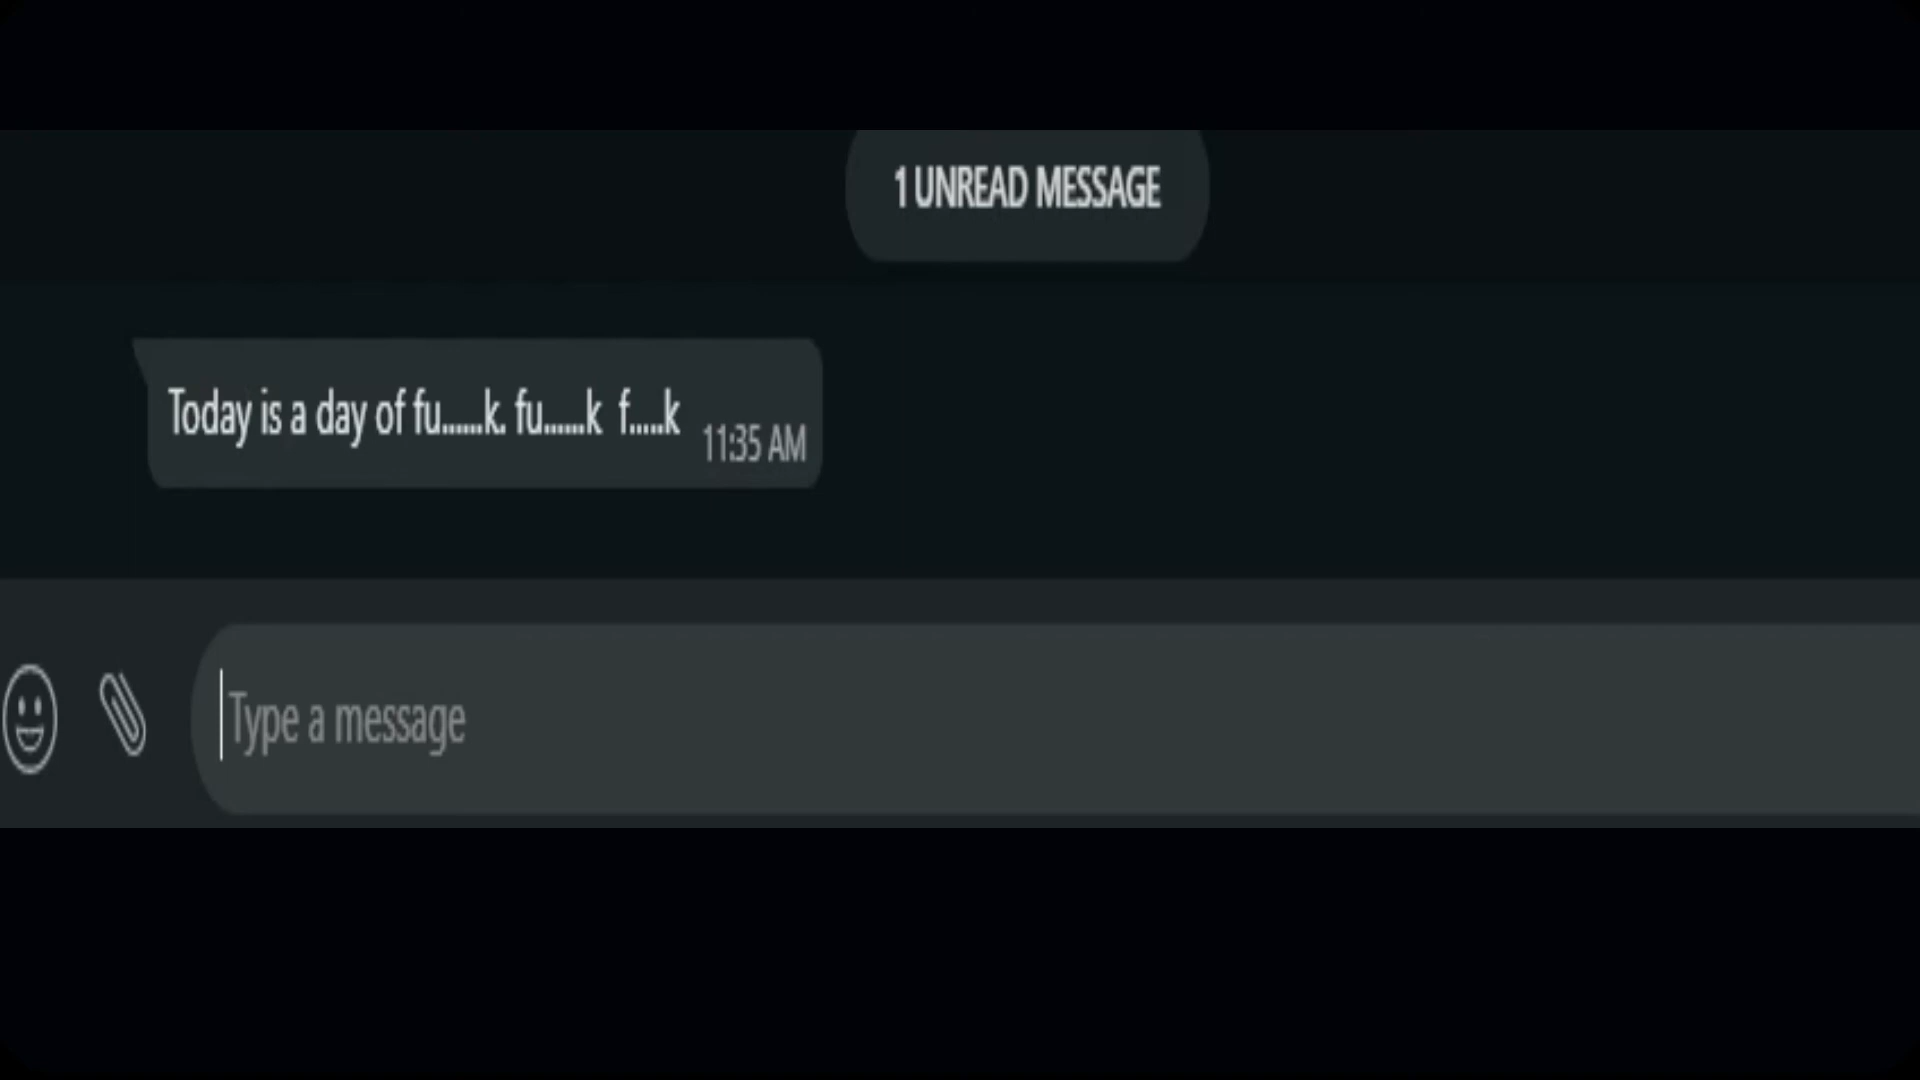 1 UNREAD MESSAGE
Today is a day of fu......k. fu......k  f.....k
11:35 AM
Type a message